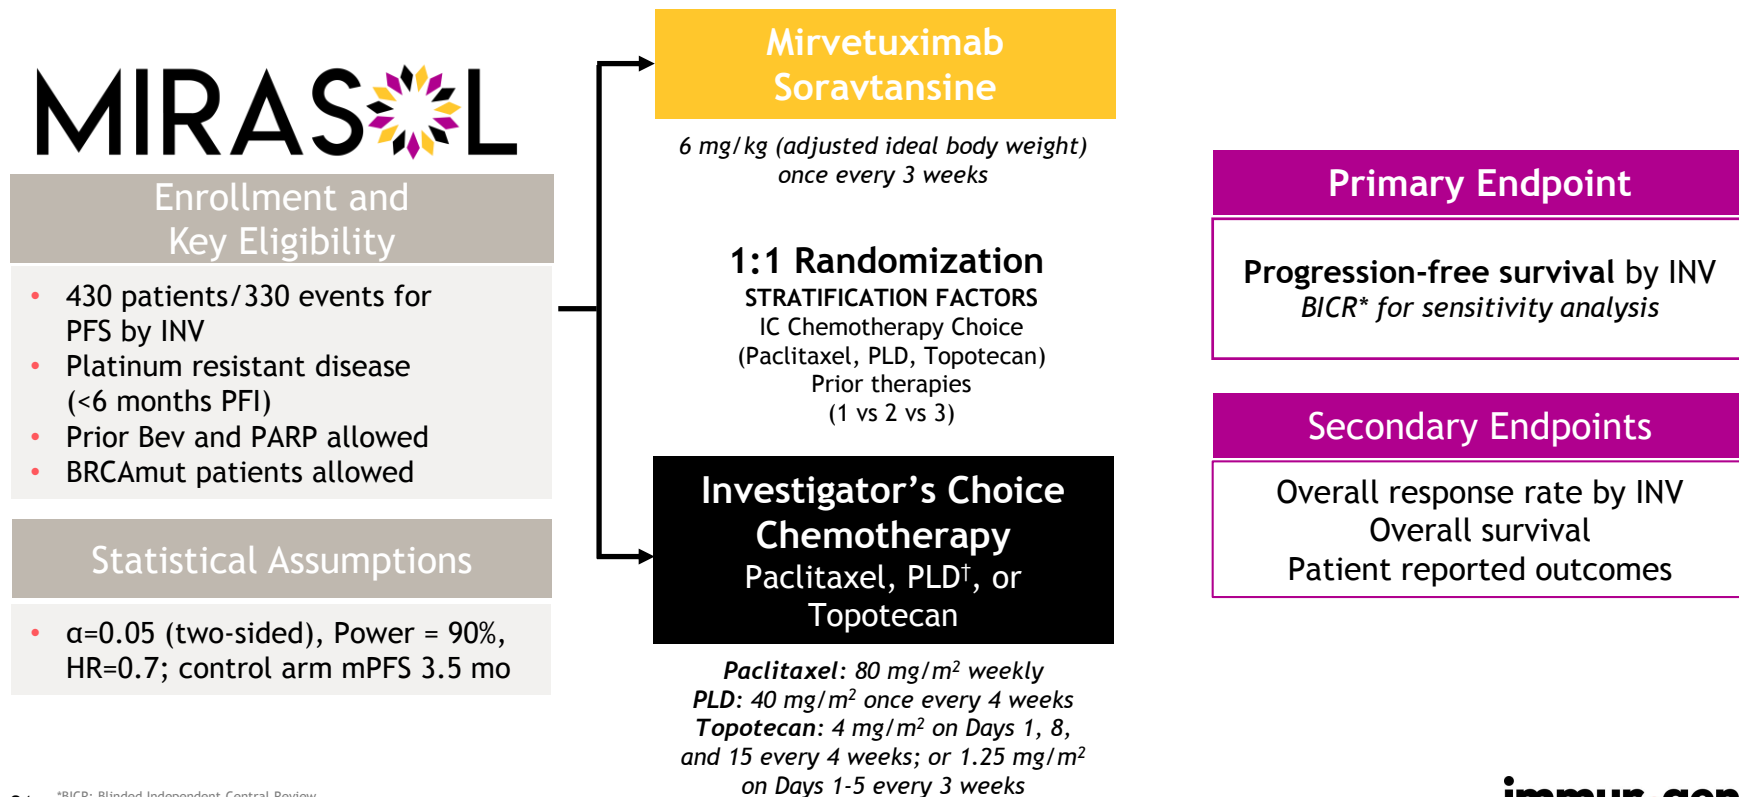 MIRASOL
Enrollment and
Key Eligibility
• 430 patients/330 events for
PFS by INV
• Platinum resistant disease
(<6 months PFI)
• Prior Bev and PARP allowed
• BRCAmut patients allowed
Statistical Assumptions
• α=0.05 (two-sided), Power = 90%,
HR=0.7; control arm mPFS 3.5 mo
Mirvetuximab
Soravtansine
6 mg/kg (adjusted ideal body weight)
once every 3 weeks
1:1 Randomization
STRATIFICATION FACTORS
IC Chemotherapy Choice
(Paclitaxel, PLD, Topotecan)
Prior therapies
(1 vs 2 vs 3)
Investigator’s Choice
Chemotherapy
Paclitaxel, PLD†, or
Topotecan
Paclitaxel: 80 mg/m² weekly
PLD: 40 mg/m² once every 4 weeks
Topotecan: 4 mg/m² on Days 1, 8,
and 15 every 4 weeks; or 1.25 mg/m²
on Days 1-5 every 3 weeks
Primary Endpoint
Progression-free survival by INV
BICR* for sensitivity analysis
Secondary Endpoints
Overall response rate by INV
Overall survival
Patient reported outcomes
*BICR: Blinded Independent Central Review